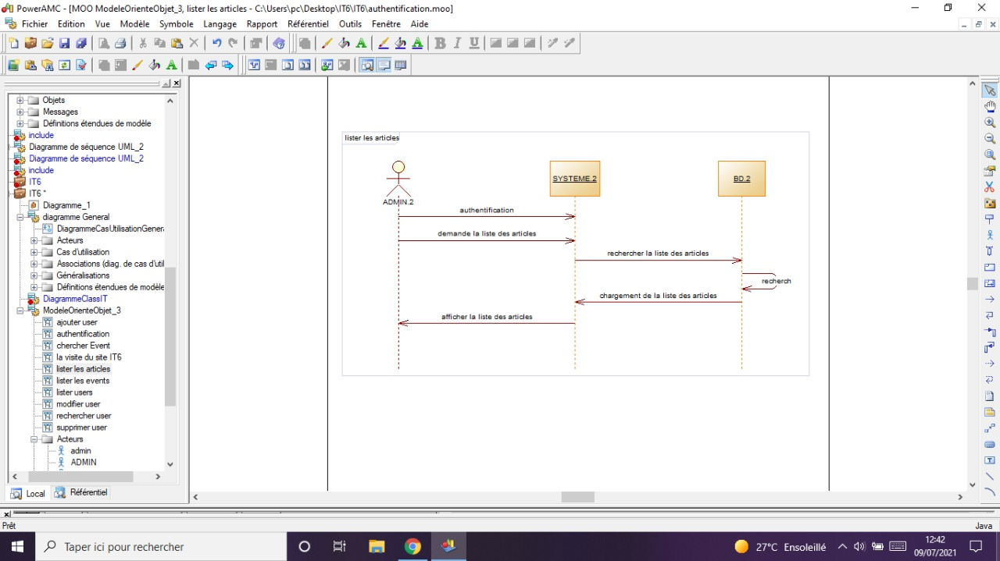 PowerAMC - [MOO ModeleOrienteObjet_3, lister les articles - C:\Users\pc\Desktop\IT6\IT6\authentification.moo]
Fichier Edition Vue Modèle Symbole Langage Rapport Référentiel Outils Fenêtre Aide
A B I U
A
Objets
Messages
Définitions étendues de modèle
include
Diagramme de séquence UML_2
Diagramme de séquence UML_2
include
IT6
IT6 *
Diagramme_1
diagramme General
DiagrammeCasUtilisationGenera
Acteurs
Cas d'utilisation
Associations (diag. de cas d'util
Généralisations
Définitions étendues de modèle
DiagrammeClassIT
ModeleOrienteObjet_3
ajouter user
authentification
chercher Event
la visite du site IT6
lister les articles
lister les events
lister users
modifier user
rechercher user
supprimer user
Acteurs
admin
ADMIN
Local Référentiel
lister les articles
ADMIN.2
SYSTEME.2
BD.2
authentification
demande la liste des articles
rechercher la liste des articles
recherch
chargement de la liste des articles
afficher la liste des articles
Prêt
Java
Taper ici pour rechercher
27°C Ensoleillé
12:42
09/07/2021